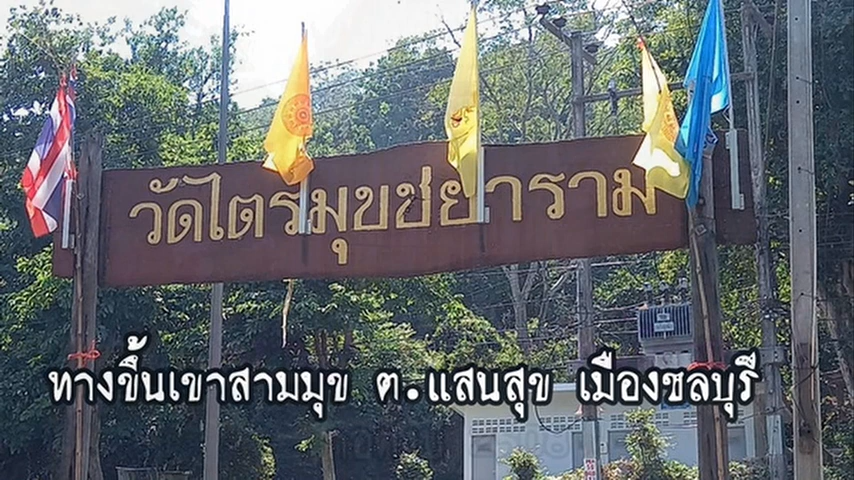 วัดไตรมุขชยาราม
ทางขึ้นเขาสามมุข ต.แสนสุข เมืองชลบุรี